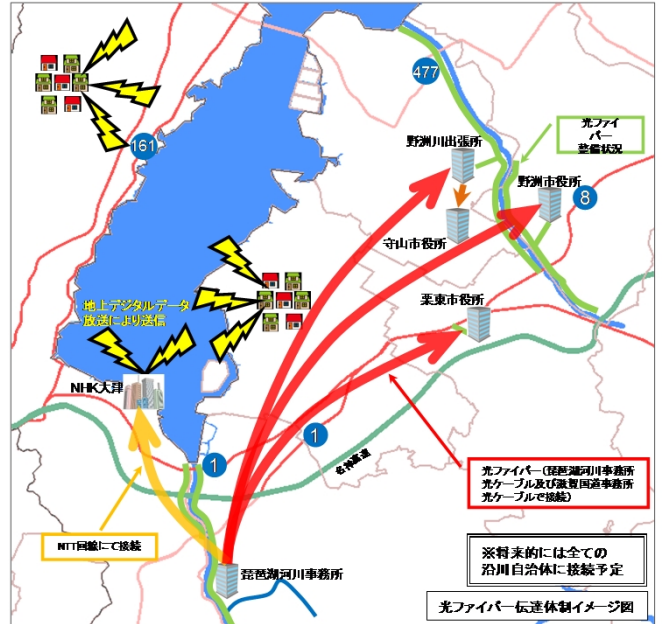 477
光ファイ
バー
整備状況
161
野洲川出張所
野洲市役所
8
守山市役所
地上デジタルデータ
放送により送信
栗東市役所
NHK大津
1
1
名神高速
光ファイバー(琵琶湖河川事務所
光ケーブル及び滋賀国道事務所
光ケーブルで接続)
NTT回線にて接続
琵琶湖河川事務所
※将来的には全ての
沿川自治体に接続予定
光ファイバー伝達体制イメージ図